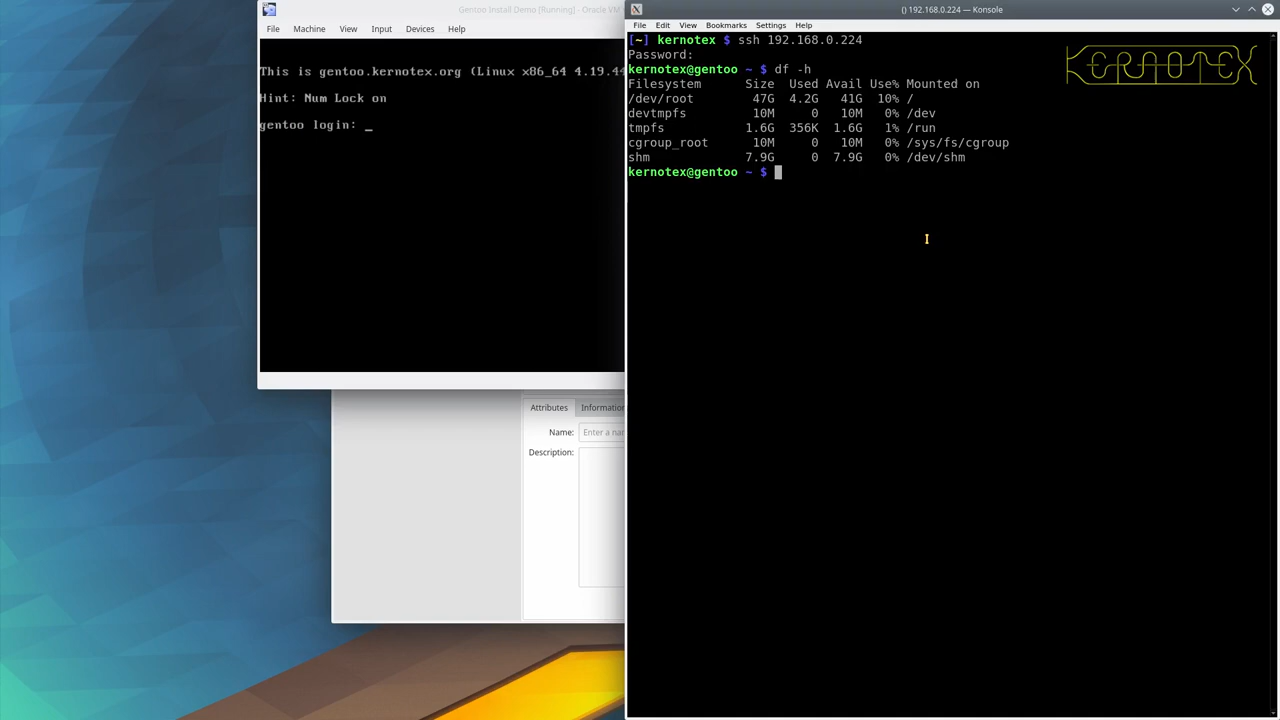 Gentoo Install Demo [Running] - Oracle VM
File Machine View Input Devices Help
This is gentoo.kernotex.org (Linux x86_64 4.19.44
Hint: Num Lock on
gentoo login: _
Attributes Information
Name: Enter a na
Description:
() 192.168.0.224 — Konsole
File Edit View Bookmarks Settings Help
[~] kernotex $ ssh 192.168.0.224
Password:
kernotex@gentoo ~ $ df -h
Filesystem Size Used Avail Use% Mounted on
/dev/root 47G 4.2G 41G 10% /
devtmpfs 10M 0 10M 0% /dev
tmpfs 1.6G 356K 1.6G 1% /run
cgroup_root 10M 0 10M 0% /sys/fs/cgroup
shm 7.9G 0 7.9G 0% /dev/shm
kernotex@gentoo ~ $
KERNOTEX